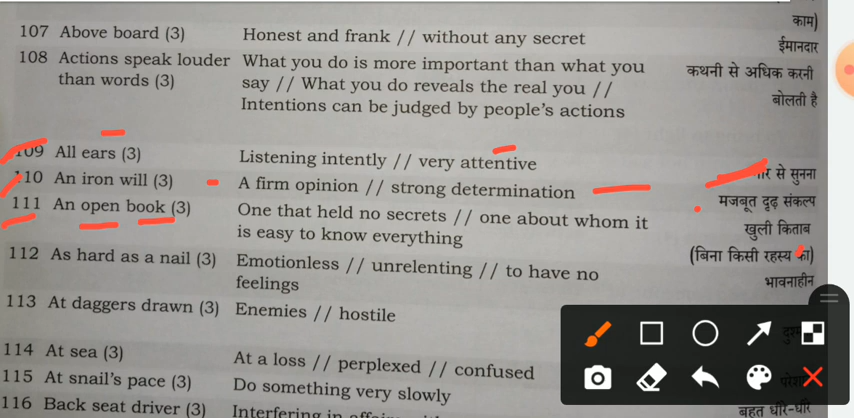 काम)
107 Above board (3) Honest and frank // without any secret ईमानदार
108 Actions speak louder What you do is more important than what you कथनी से अधिक करनी
than words (3) say // What you do reveals the real you // बोलती है
Intentions can be judged by people's actions
109 All ears (3) Listening intently // very attentive से सुनना
110 An iron will (3) A firm opinion // strong determination मजबूत दृढ़ संकल्प
111 An open book (3) One that held no secrets // one about whom it खुली किताब
is easy to know everything (बिना किसी रहस्य का)
112 As hard as a nail (3) Emotionless // unrelenting // to have no भावनाहीन
feelings
113 At daggers drawn (3) Enemies // hostile
114 At sea (3) At a loss // perplexed // confused
115 At snail's pace (3) Do something very slowly
116 Back seat driver (3) Interfering in बहुत धीरे-धीरे